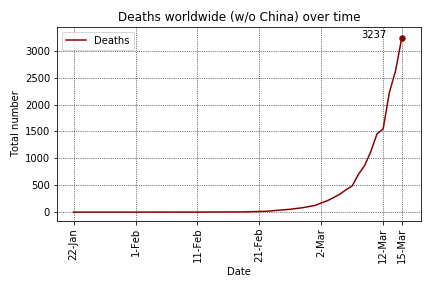 Deaths worldwide (w/o China) over time
3237
Deaths
Total number
3000
2500
2000
1500
1000
500
0
22-Jan
1-Feb
11-Feb
21-Feb
2-Mar
12-Mar
15-Mar
Date